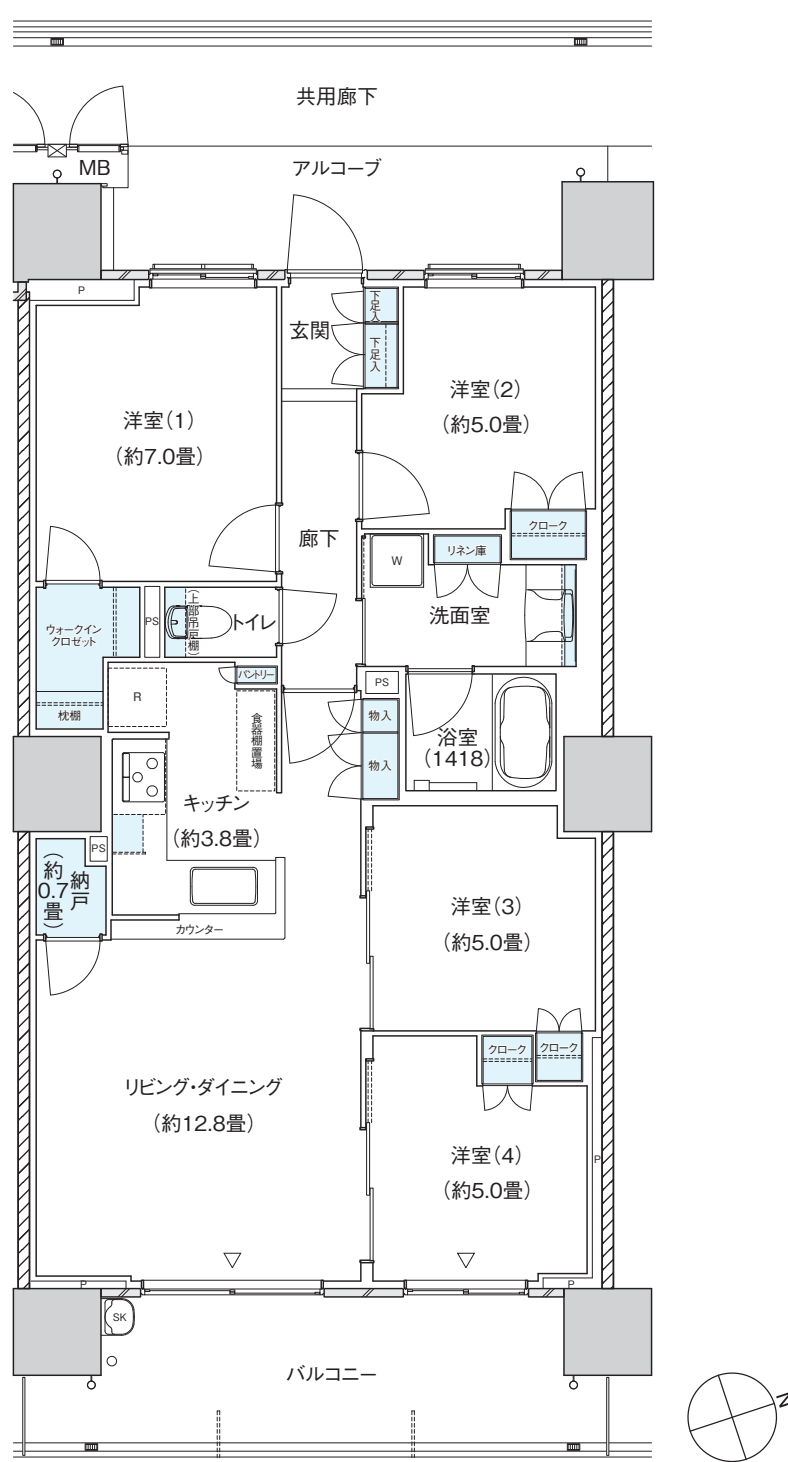 共用廊下
MB
アルコーブ
P
玄関
下足入
下足入
洋室(1)
(約7.0畳)
洋室(2)
(約5.0畳)
廊下
クローク
W
リネン庫
洗面室
ウォークイン
クロゼット
PS
(上部吊戸棚)
トイレ
枕棚
R
パントリー
食器棚置場
PS
物入
物入
浴室
(1418)
キッチン
(約3.8畳)
PS
納戸
(約0.7畳)
カウンター
洋室(3)
(約5.0畳)
クローク
クローク
リビング・ダイニング
(約12.8畳)
洋室(4)
(約5.0畳)
P
P
P
SK
バルコニー
N